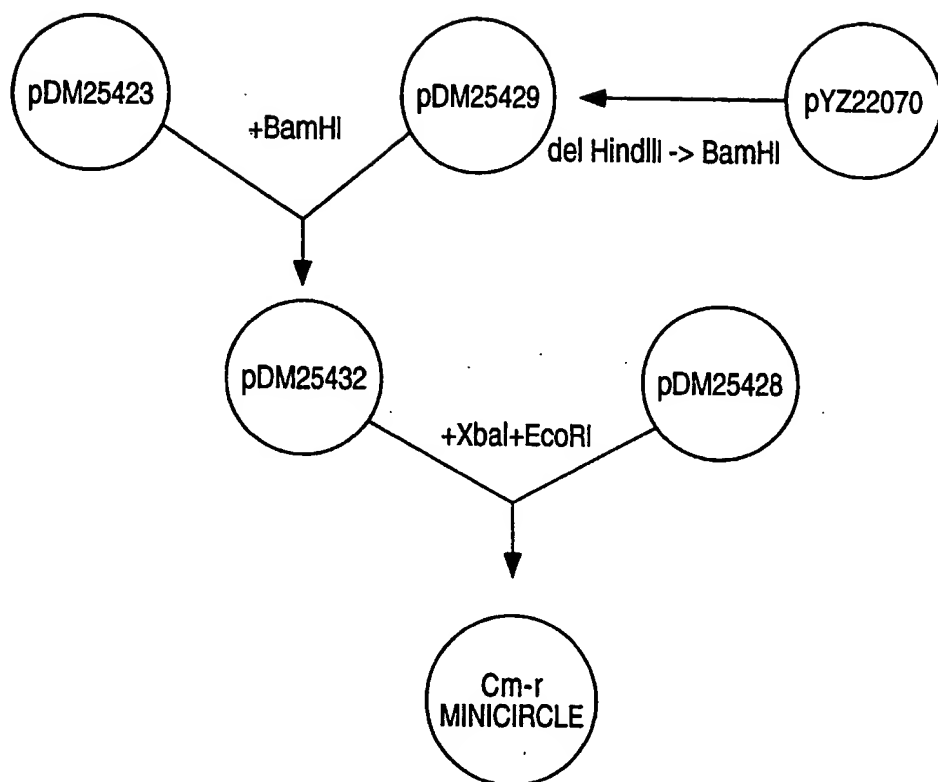 pDM25423
pDM25429
pYZ22070
+BamHI
del HindIII -> BamHI
pDM25432
pDM25428
+XbaI+EcoRI
Cm-r
MINICIRCLE